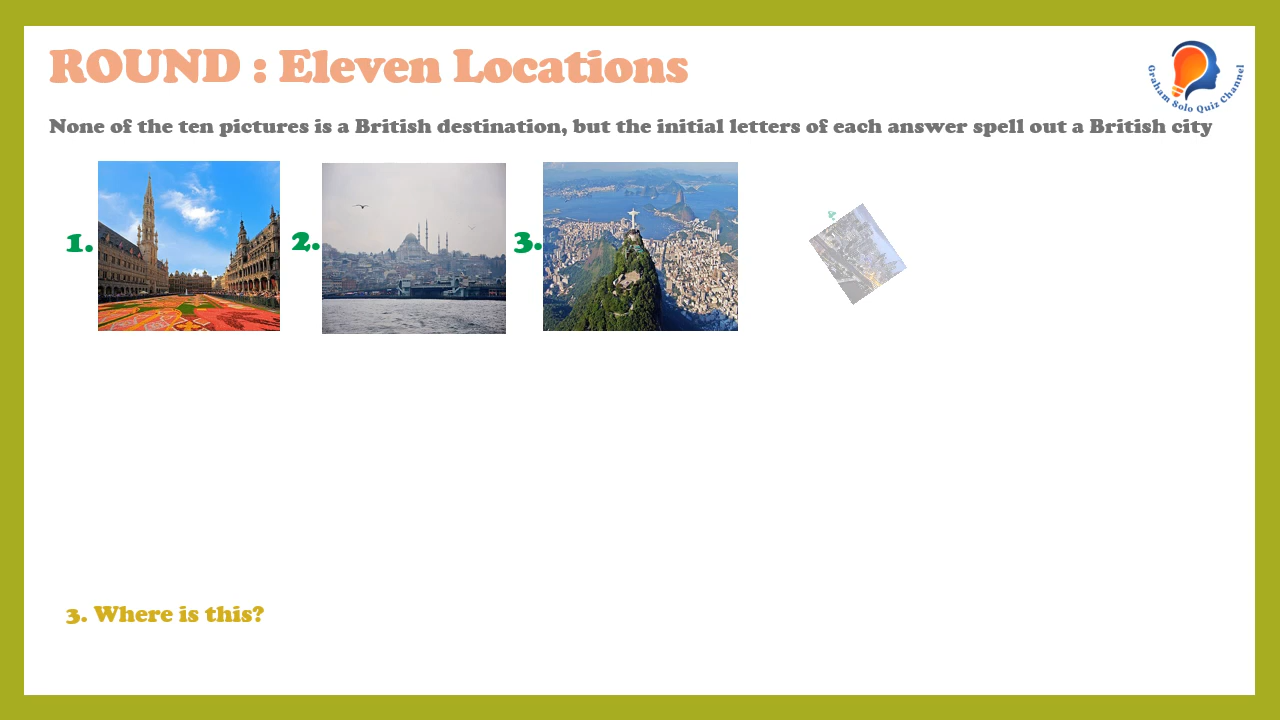 ROUND : Eleven Locations
Graham Solo Quiz Channel
None of the ten pictures is a British destination, but the initial letters of each answer spell out a British city
1.
2.
3.
4.
3. Where is this?